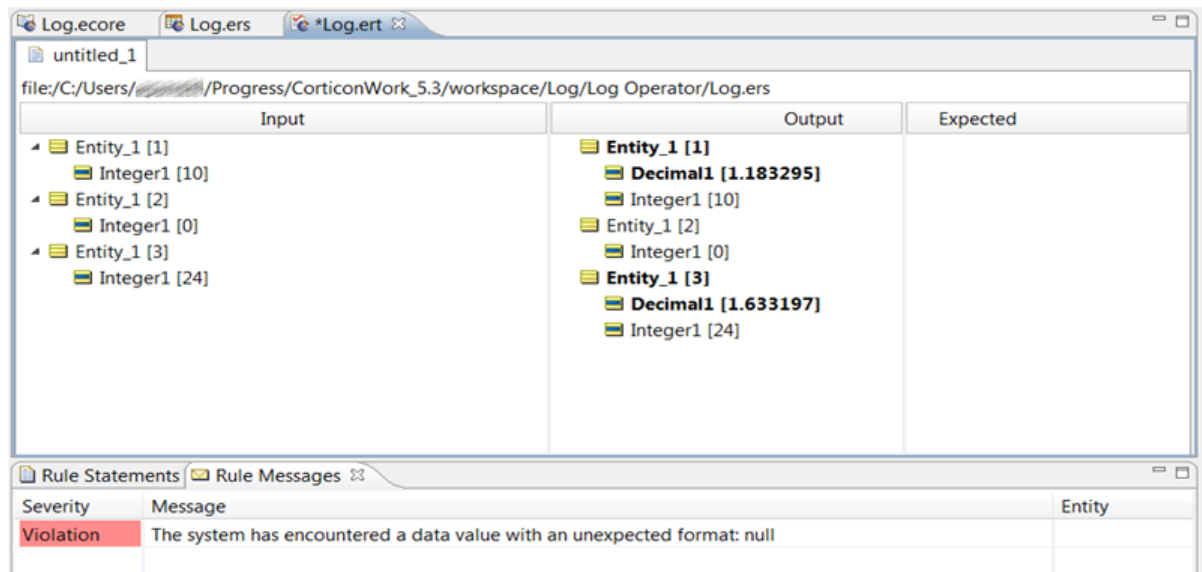 Log.ecore Log.ers *Log.ert
untitled_1
file:/C:/Users/ /Progress/CorticonWork_5.3/workspace/Log/Log Operator/Log.ers
Input Output Expected
Entity_1 [1] Entity_1 [1]
Integer1 [10] Decimal1 [1.183295]
Entity_1 [2] Integer1 [10]
Integer1 [0] Entity_1 [2]
Entity_1 [3] Integer1 [0]
Integer1 [24] Entity_1 [3]
Decimal1 [1.633197]
Integer1 [24]
Rule Statements Rule Messages
Severity Message Entity
Violation The system has encountered a data value with an unexpected format: null